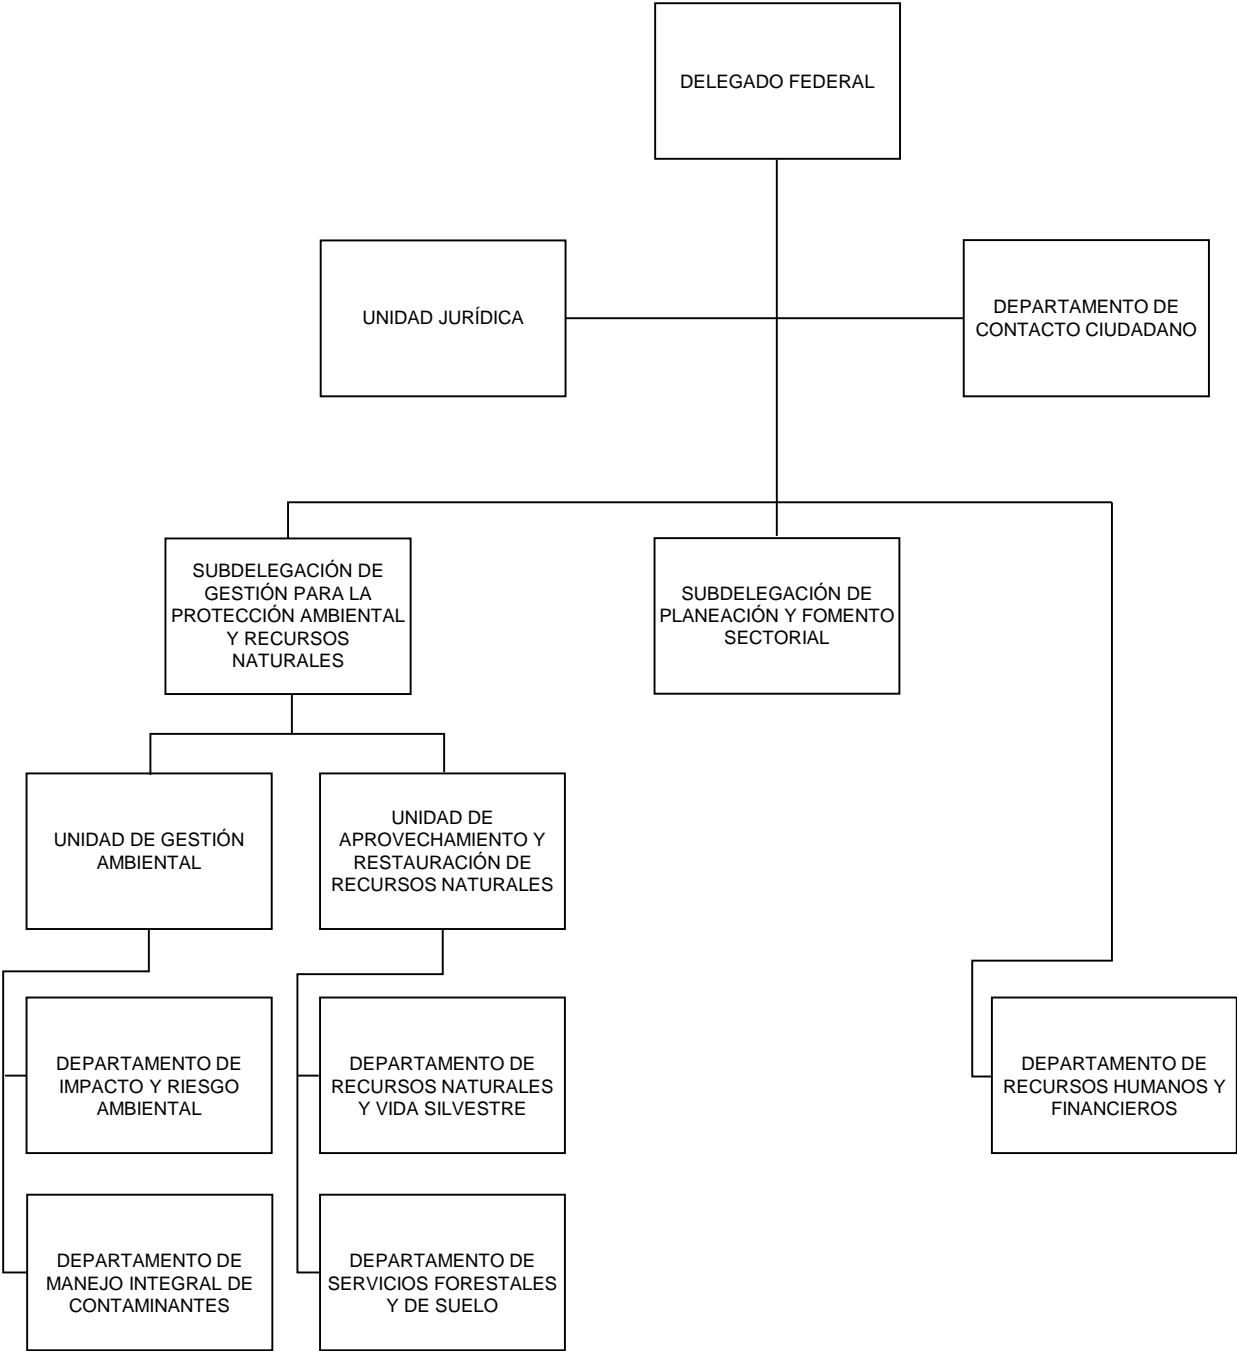 DELEGADO FEDERAL
UNIDAD JURÍDICA
DEPARTAMENTO DE
CONTACTO CIUDADANO
SUBDELEGACIÓN DE
GESTIÓN PARA LA
PROTECCIÓN AMBIENTAL
Y RECURSOS
NATURALES
SUBDELEGACIÓN DE
PLANEACIÓN Y FOMENTO
SECTORIAL
UNIDAD DE GESTIÓN
AMBIENTAL
UNIDAD DE
APROVECHAMIENTO Y
RESTAURACIÓN DE
RECURSOS NATURALES
DEPARTAMENTO DE
IMPACTO Y RIESGO
AMBIENTAL
DEPARTAMENTO DE
RECURSOS NATURALES
Y VIDA SILVESTRE
DEPARTAMENTO DE
RECURSOS HUMANOS Y
FINANCIEROS
DEPARTAMENTO DE
MANEJO INTEGRAL DE
CONTAMINANTES
DEPARTAMENTO DE
SERVICIOS FORESTALES
Y DE SUELO